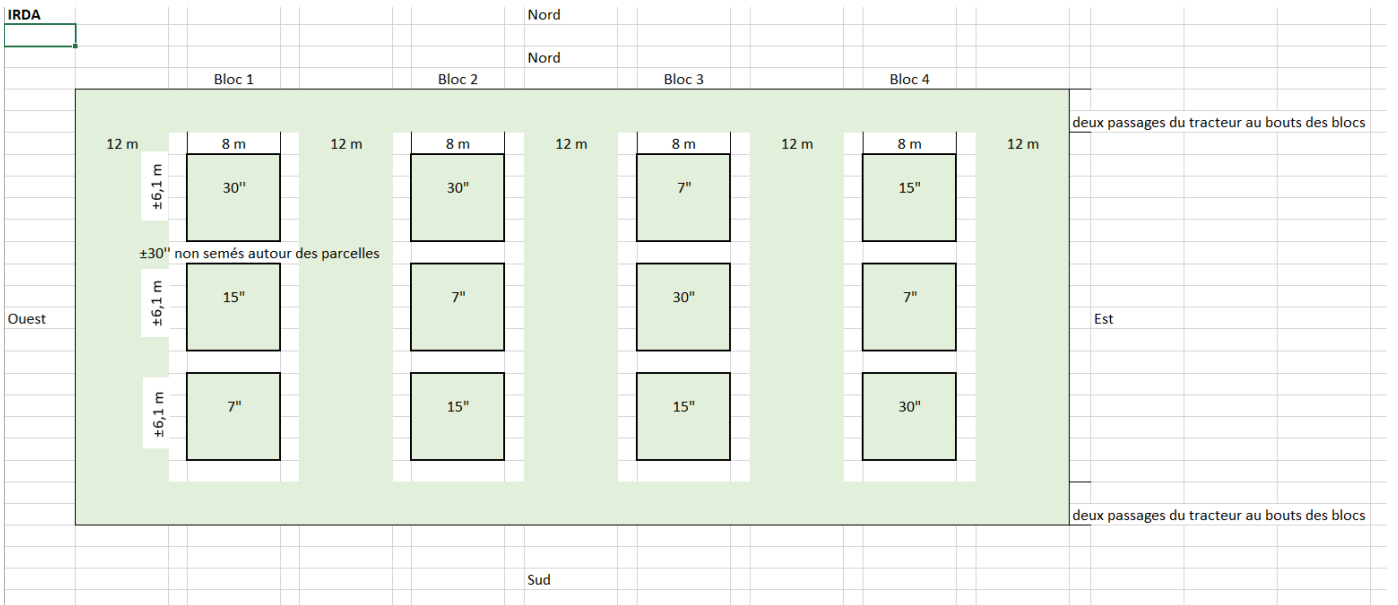 IRDA
Nord
Nord
Bloc 1 Bloc 2 Bloc 3 Bloc 4
deux passages du tracteur au bouts des blocs
12 m 8 m 12 m 8 m 12 m 8 m 12 m 8 m 12 m
±6,1 m
30'' 30" 7" 15"
±30'' non semés autour des parcelles
±6,1 m
15" 7" 30" 7"
Ouest
Est
±6,1 m
7" 15" 15" 30"
deux passages du tracteur au bouts des blocs
Sud